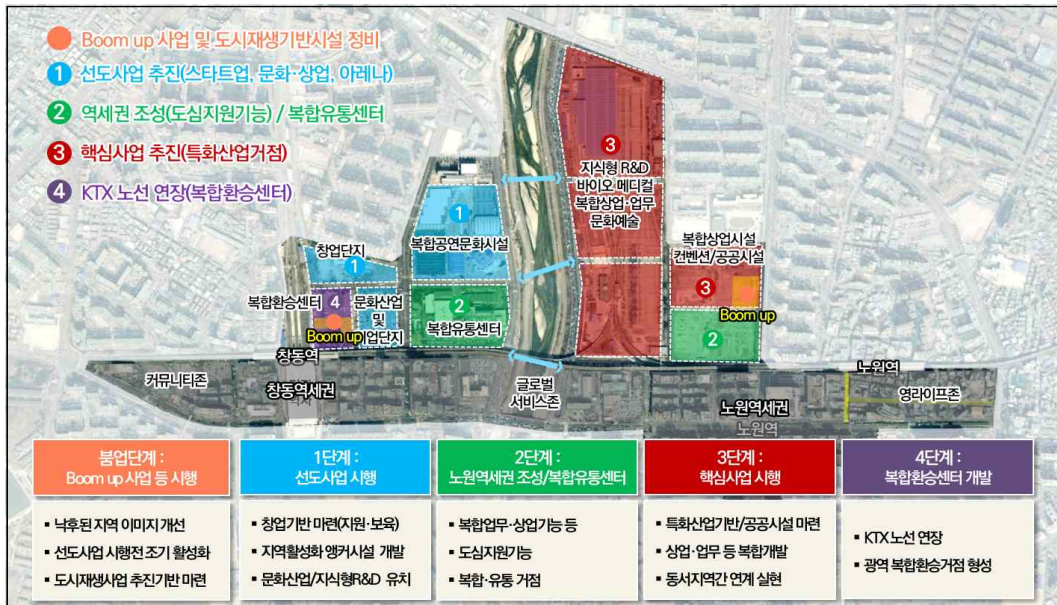 Boom up 사업 및 도시재생기반시설 정비
1 선도사업 추진(스타트업, 문화·상업, 아레나)
2 역세권 조성(도심지원기능) / 복합유통센터
3 핵심사업 추진(특화산업거점)
4 KTX 노선 연장(복합환승센터)
3
지식형 R&D
바이오 메디컬
복합상업·업무
문화예술
1
복합공연문화시설
창업단지
1
복합상업시설
컨벤션/공공시설
3
Boom up
복합환승센터
4
Boom up
문화산업
및
기업단지
2
복합유통센터
2
창동역
노원역
커뮤니티존
창동역세권
글로벌
서비스존
노원역세권
노원역
영라이프존
붐업단계 :
Boom up 사업 등 시행
▪ 낙후된 지역 이미지 개선
▪ 선도사업 시행전 조기 활성화
▪ 도시재생사업 추진기반 마련
1단계 :
선도사업 시행
▪ 창업기반 마련(지원·보육)
▪ 지역활성화 앵커시설 개발
▪ 문화산업/지식형R&D 유치
2단계 :
노원역세권 조성/복합유통센터
▪ 복합업무·상업기능 등
▪ 도심지원기능
▪ 복합·유통 거점
3단계 :
핵심사업 시행
▪ 특화산업기반/공공시설 마련
▪ 상업·업무 등 복합개발
▪ 동서지역간 연계 실현
4단계 :
복합환승센터 개발
▪ KTX 노선 연장
▪ 광역 복합환승거점 형성